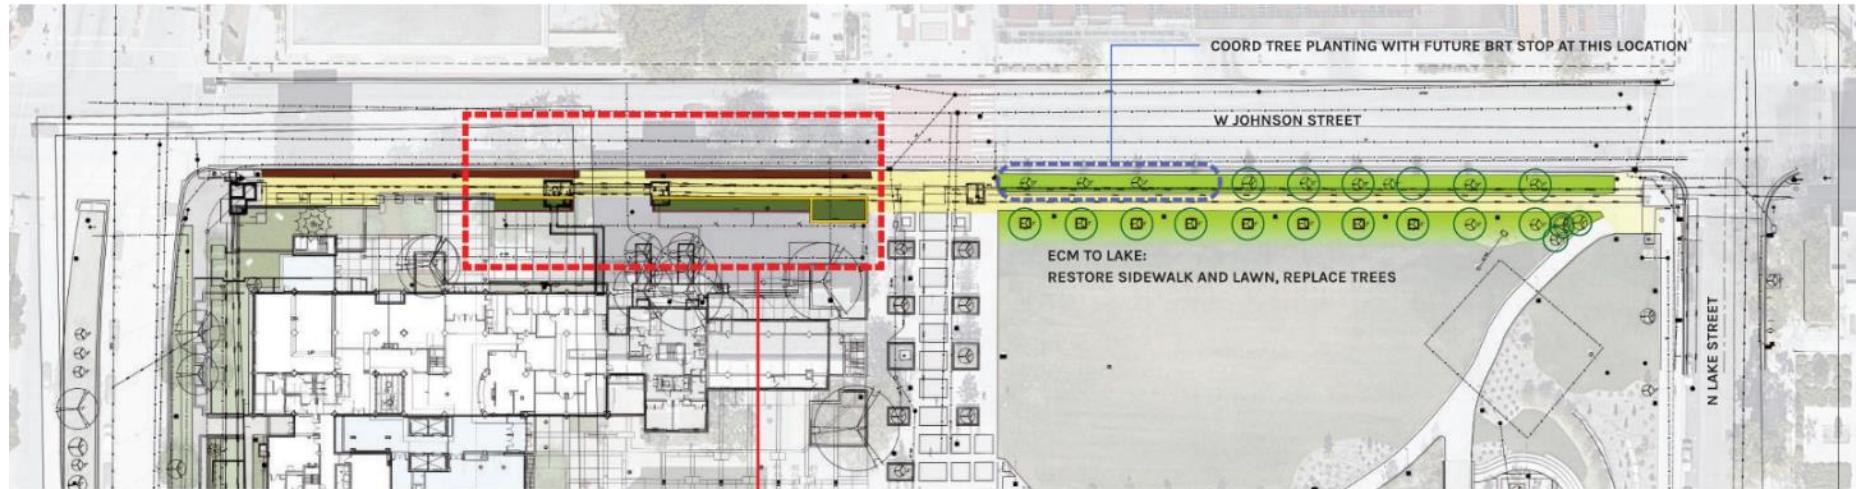 COORD TREE PLANTING WITH FUTURE BRT STOP AT THIS LOCATION
W JOHNSON STREET
ECM TO LAKE:
RESTORE SIDEWALK AND LAWN, REPLACE TREES
N LAKE STREET